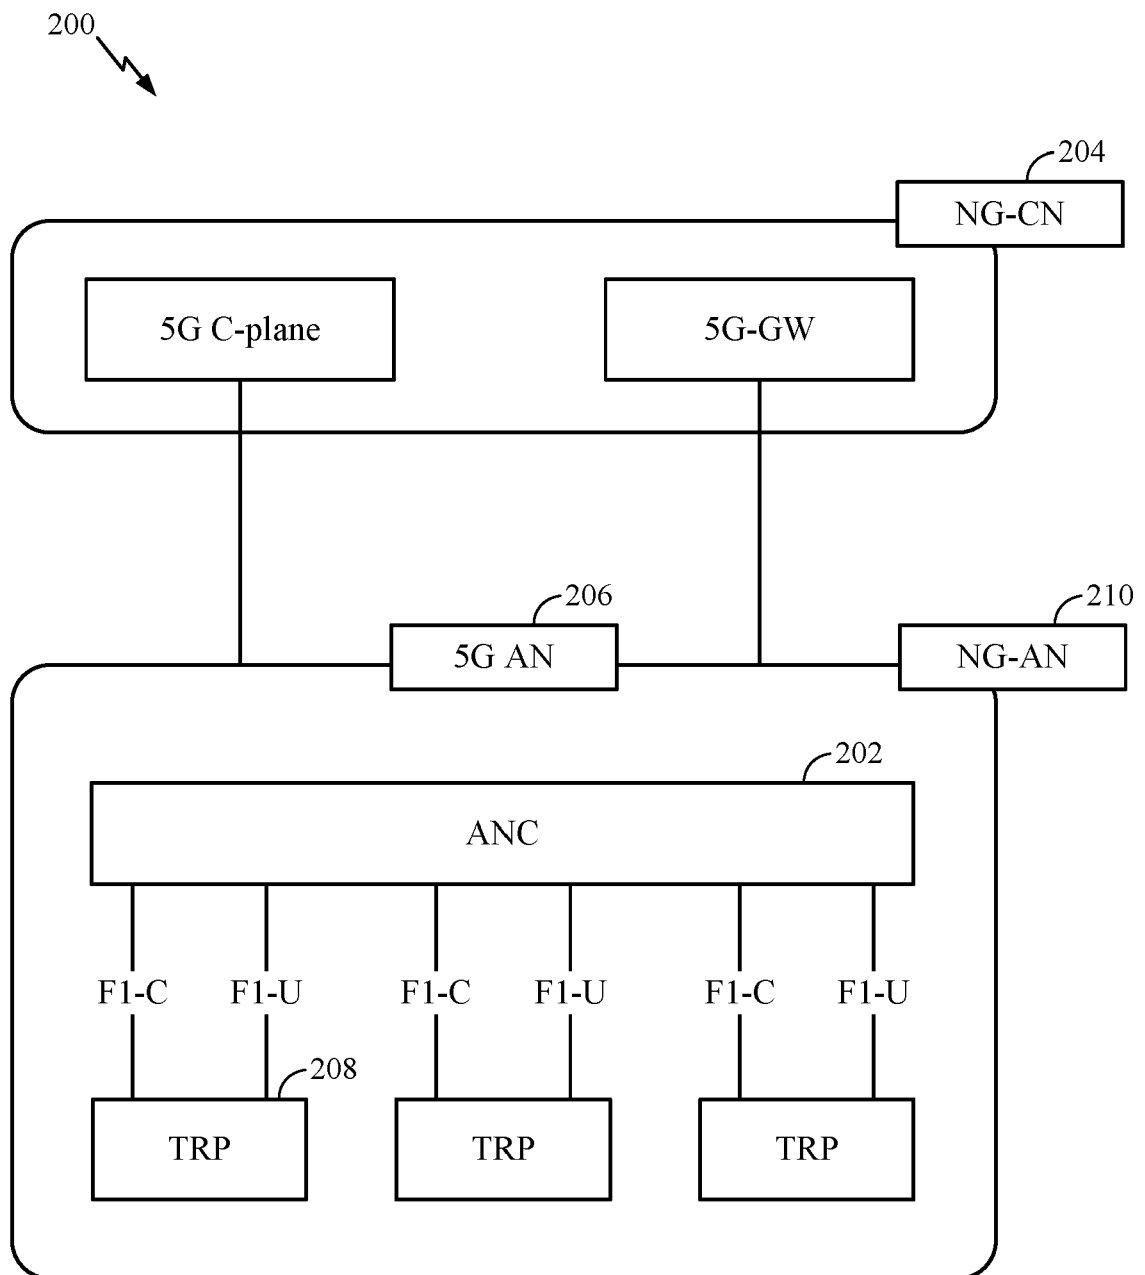 200
204
NG-CN
5G C-plane
5G-GW
206
210
5G AN
NG-AN
202
ANC
F1-C F1-U F1-C F1-U F1-C F1-U
208
TRP TRP TRP